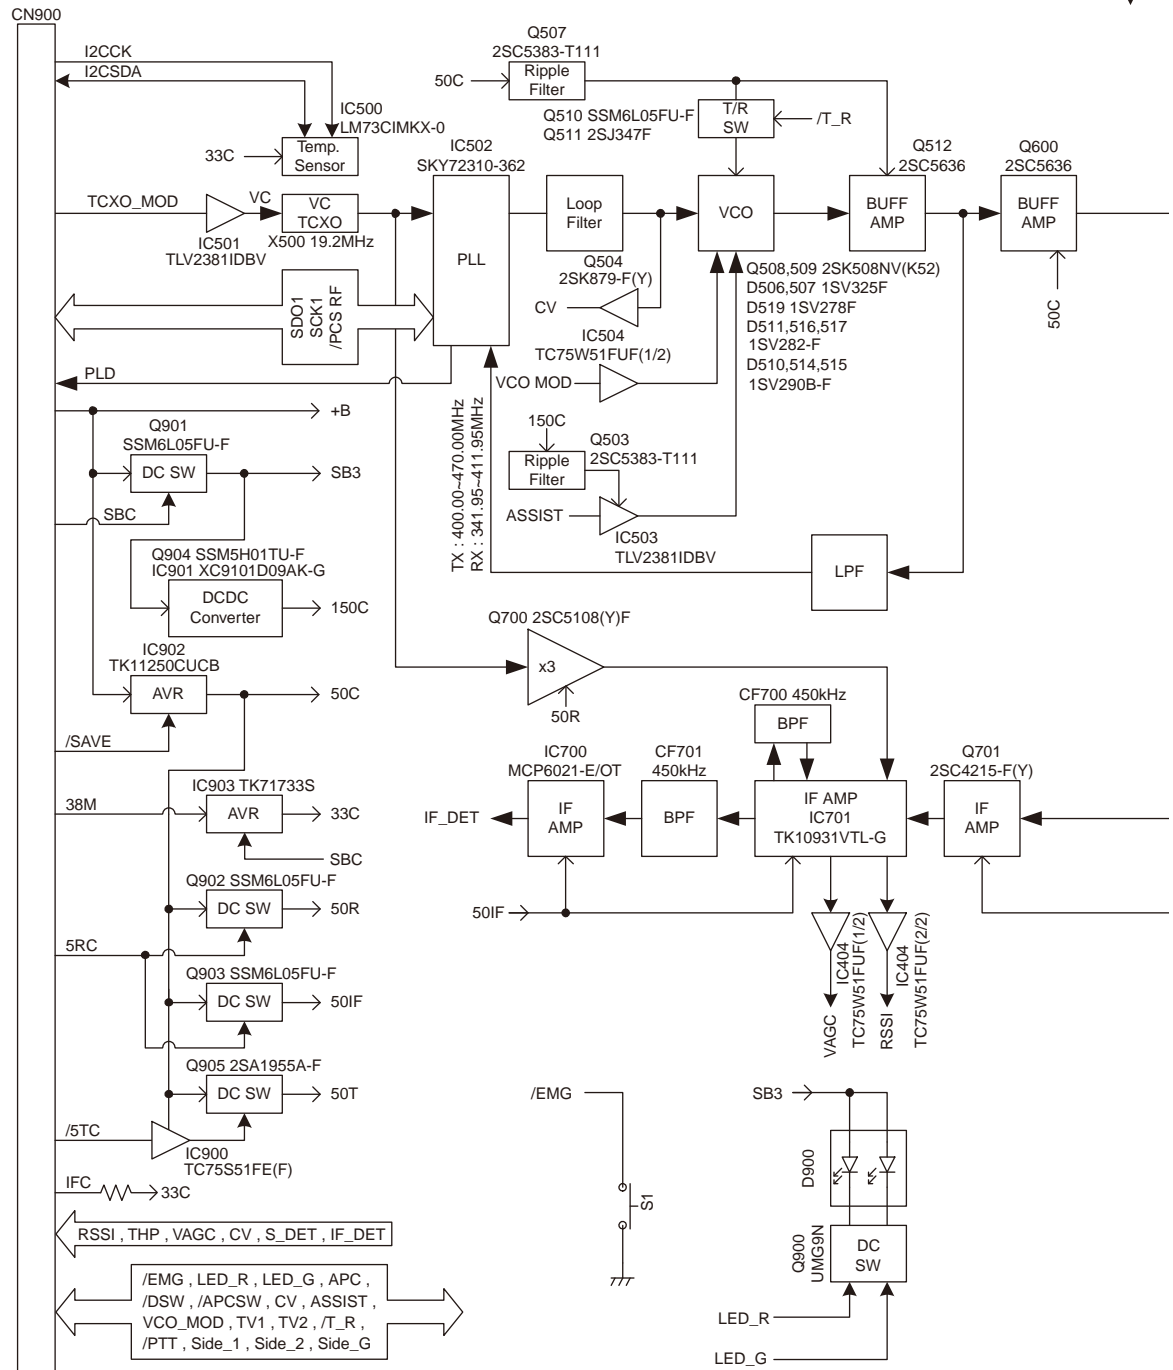 CN900
I2CCK
I2CSDA
IC500
LM73CIMKX-0
33C
Temp.
Sensor
TCXO_MOD
VC
VC
TCXO
IC501
TLV2381IDBV
X500 19.2MHz
SDO1
SCK1
/PCS RF
PLD
Q507
2SC5383-T111
50C
Ripple
Filter
Q510 SSM6L05FU-F
Q511 2SJ347F
T/R
SW
/T_R
IC502
SKY72310-362
PLL
Loop
Filter
VCO
Q512
2SC5636
BUFF
AMP
Q600
2SC5636
BUFF
AMP
50C
Q504
2SK879-F(Y)
CV
IC504
TC75W51FUF(1/2)
VCO MOD
Q508,509 2SK508NV(K52)
D506,507 1SV325F
D519 1SV278F
D511,516,517
1SV282-F
D510,514,515
1SV290B-F
150C
Q503
2SC5383-T111
Ripple
Filter
ASSIST
IC503
TLV2381IDBV
TX : 400.00~470.00MHz
RX : 341.95~411.95MHz
LPF
+B
Q901
SSM6L05FU-F
DC SW
SB3
SBC
Q904 SSM5H01TU-F
IC901 XC9101D09AK-G
DCDC
Converter
150C
IC902
TK11250CUCB
AVR
50C
/SAVE
IC903 TK71733S
38M
AVR
33C
SBC
Q902 SSM6L05FU-F
DC SW
50R
5RC
Q903 SSM6L05FU-F
DC SW
50IF
Q905 2SA1955A-F
DC SW
50T
/5TC
IC900
TC75S51FE(F)
IFC
33C
Q700 2SC5108(Y)F
x3
50R
CF700 450kHz
BPF
IC700
MCP6021-E/OT
CF701
450kHz
Q701
2SC4215-F(Y)
IF_DET
IF
AMP
BPF
IF AMP
IC701
TK10931VTL-G
IF
AMP
50IF
IC404
TC75W51FUF(1/2)
IC404
TC75W51FUF(2/2)
VAGC
RSSI
/EMG
S1
SB3
D900
Q900
UMG9N
DC
SW
LED_R
LED_G
RSSI , THP , VAGC , CV , S_DET , IF_DET
/EMG , LED_R , LED_G , APC ,
/DSW , /APCSW , CV , ASSIST ,
VCO_MOD , TV1 , TV2 , /T_R ,
/PTT , Side_1 , Side_2 , Side_G